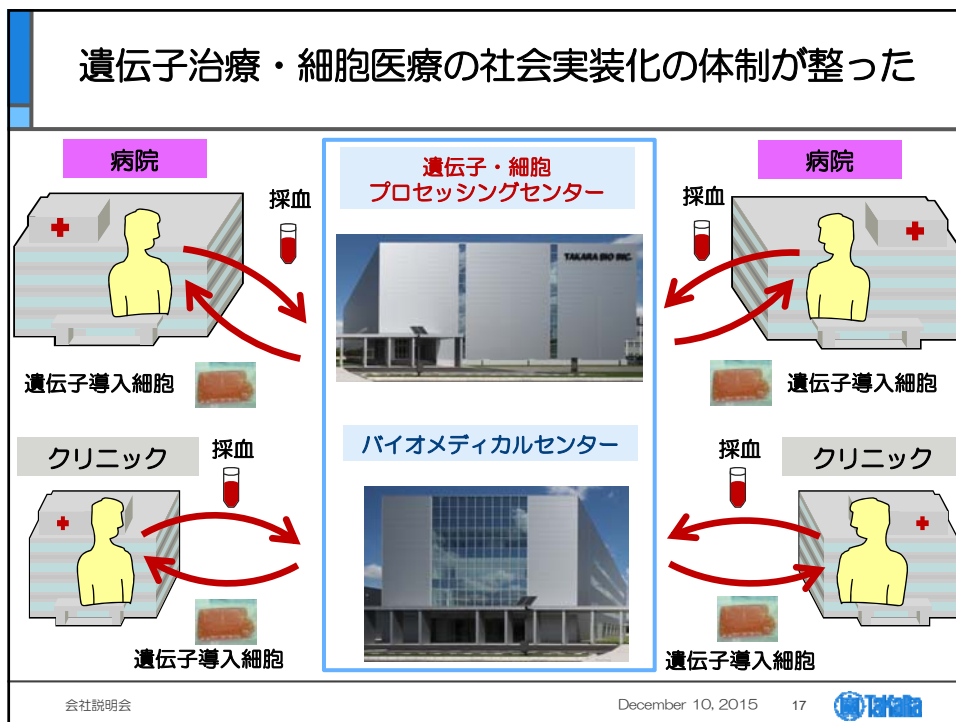 遺伝子治療・細胞医療の社会実装化の体制が整った
病院
採血
遺伝子導入細胞
遺伝子・細胞
プロセッシングセンター
TAKARA BIO INC.
病院
採血
遺伝子導入細胞
クリニック
採血
遺伝子導入細胞
バイオメディカルセンター
クリニック
採血
遺伝子導入細胞
会社説明会
December 10, 2015
17
TaKaRa